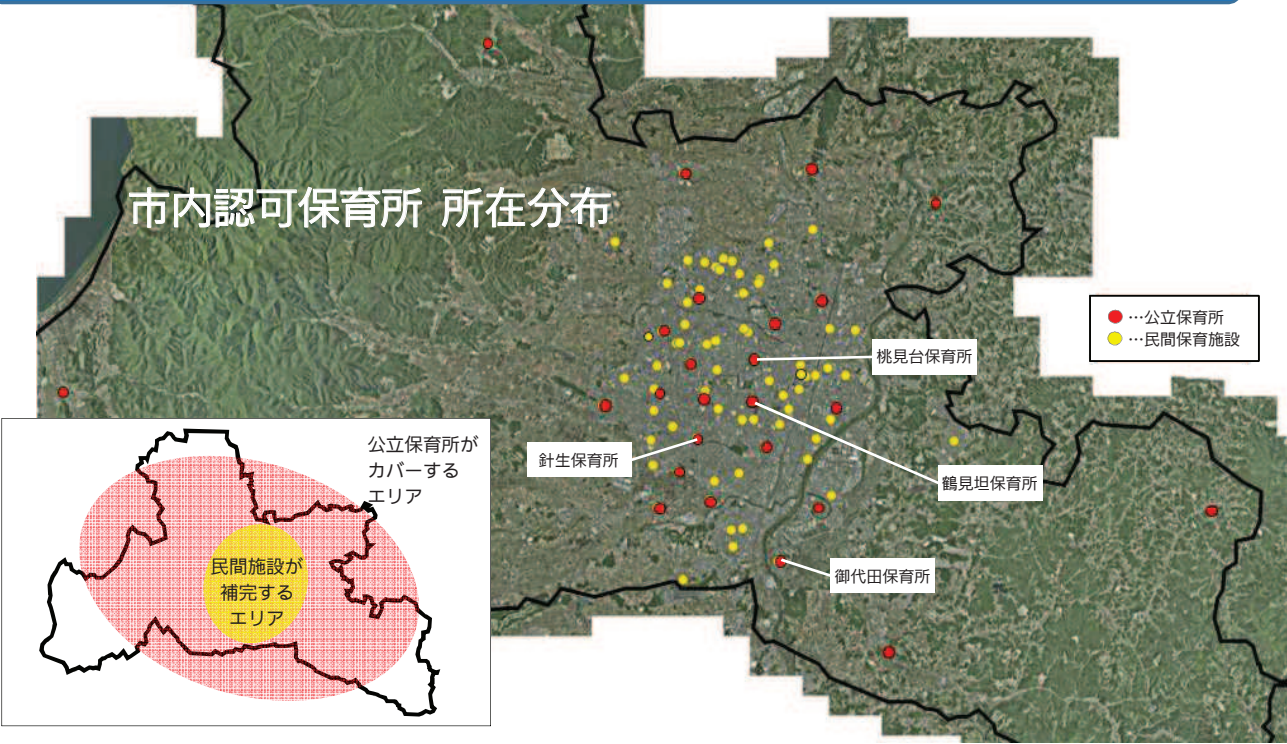 市内認可保育所 所在分布
●…公立保育所
●…民間保育施設
桃見台保育所
針生保育所
鶴見坦保育所
御代田保育所
公立保育所が
カバーする
エリア
民間施設が
補完する
エリア